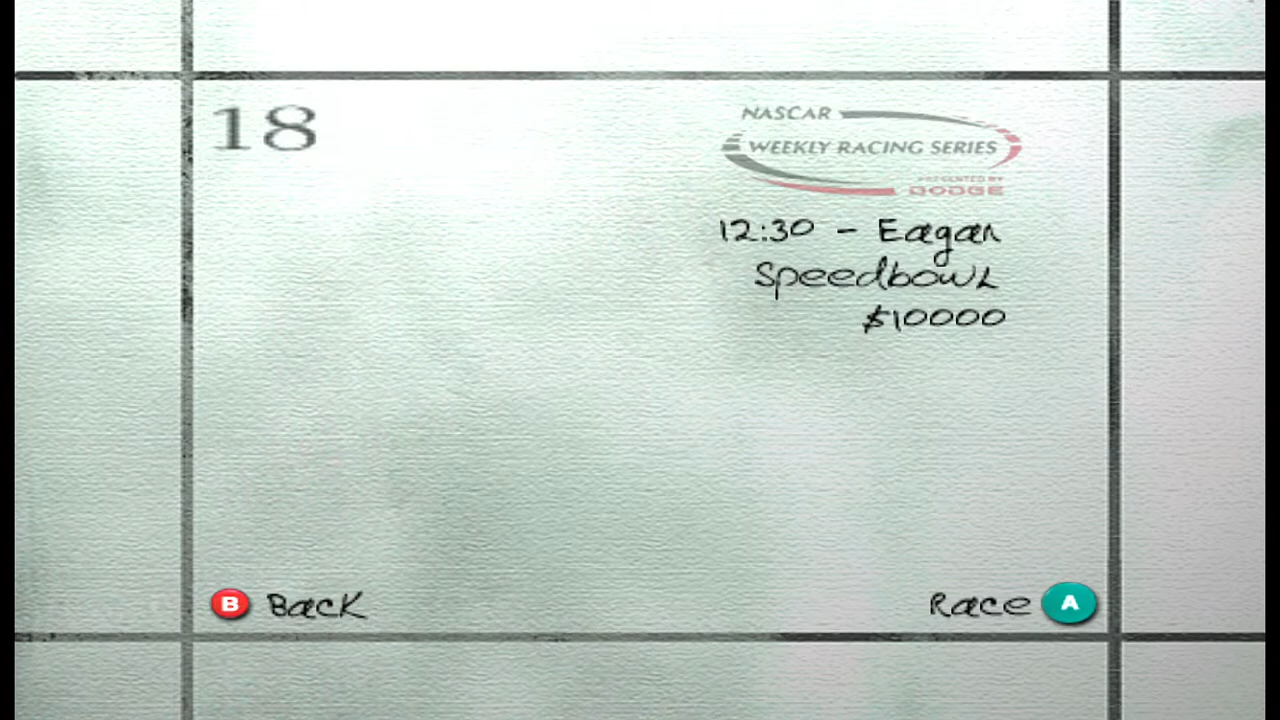 18
NASCAR
WEEKLY RACING SERIES
PRESENTED BY
DODGE
12:30 - Eagan
Speedbowl
$10000
B Back
Race A